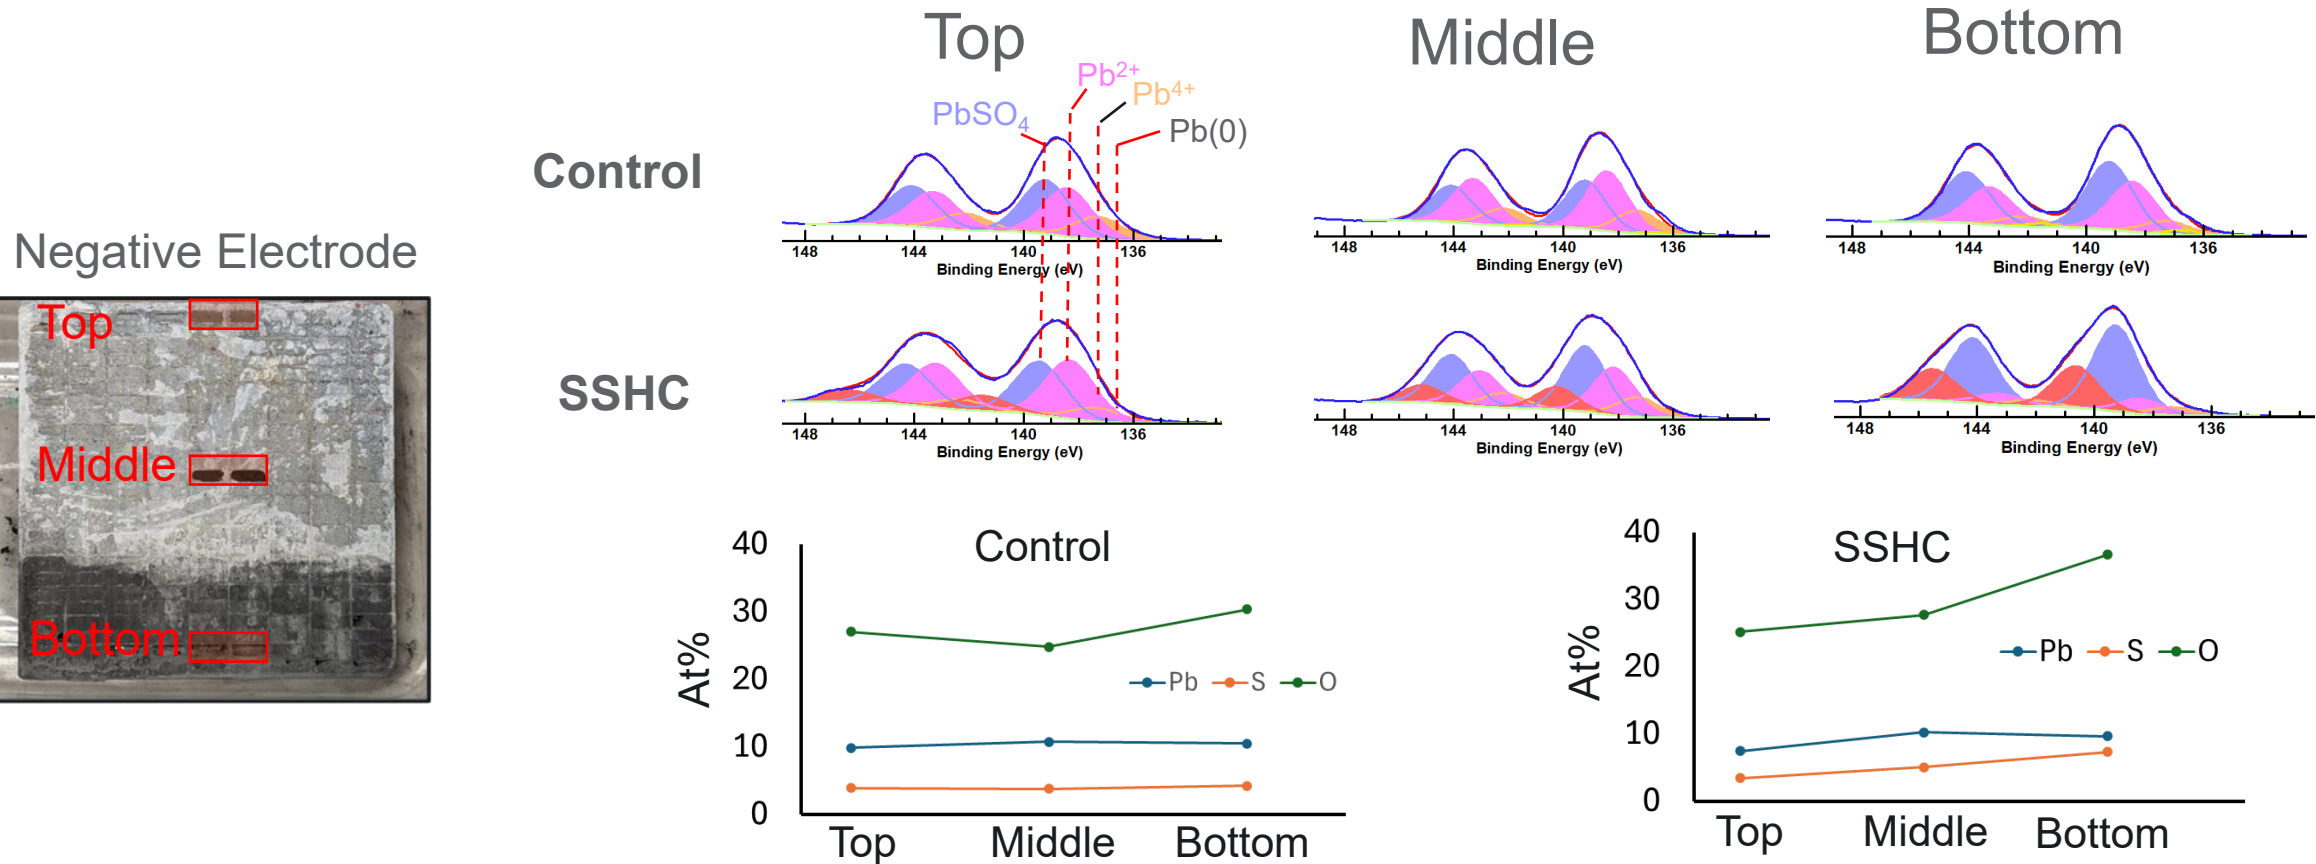 Top
Middle
Bottom
Pb²⁺
Pb⁴⁺
PbSO₄
Pb(0)
Control
148 144 140 136
Binding Energy (eV)
148 144 140 136
Binding Energy (eV)
148 144 140 136
Binding Energy (eV)
Negative Electrode
Top
Middle
Bottom
SSHC
148 144 140 136
Binding Energy (eV)
148 144 140 136
Binding Energy (eV)
148 144 140 136
Binding Energy (eV)
Control
At%
40
30
20
10
0
Pb S O
Top Middle Bottom
SSHC
At%
40
30
20
10
0
Pb S O
Top Middle Bottom